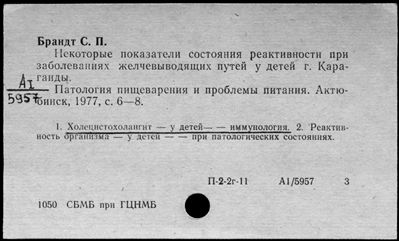 Брандт С. П.
Некоторые показатели состояния реактивности при
заболеваниях желчевыводящих путей у детей г. Кара-
ганды.
АI
5957
Патология пищеварения и проблемы питания. Актю-
бинск, 1977, с. 6—8.
1. Холецистохолангит — у детей — — иммунология. 2. Реактив-
ность организма — у детей — — при патологических состояниях.
П-2-2г-11 А1/5957 3
1050 СБМБ при ГЦНМБ